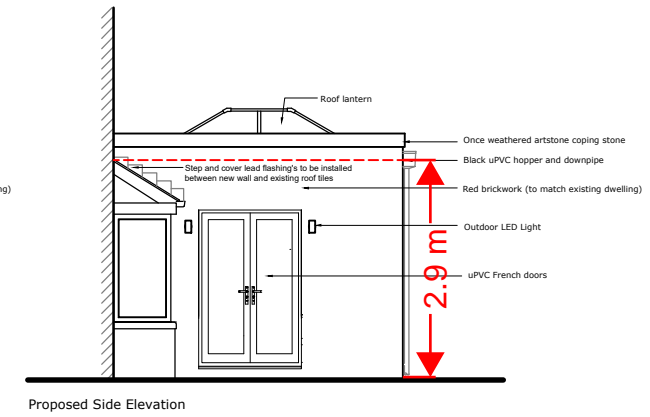 Roof lantern
Once weathered artstone coping stone
Black uPVC hopper and downpipe
Step and cover lead flashing's to be installed
between new wall and existing roof tiles
ng)
Red brickwork (to match existing dwelling)
Outdoor LED Light
uPVC French doors
2.9 m
Proposed Side Elevation